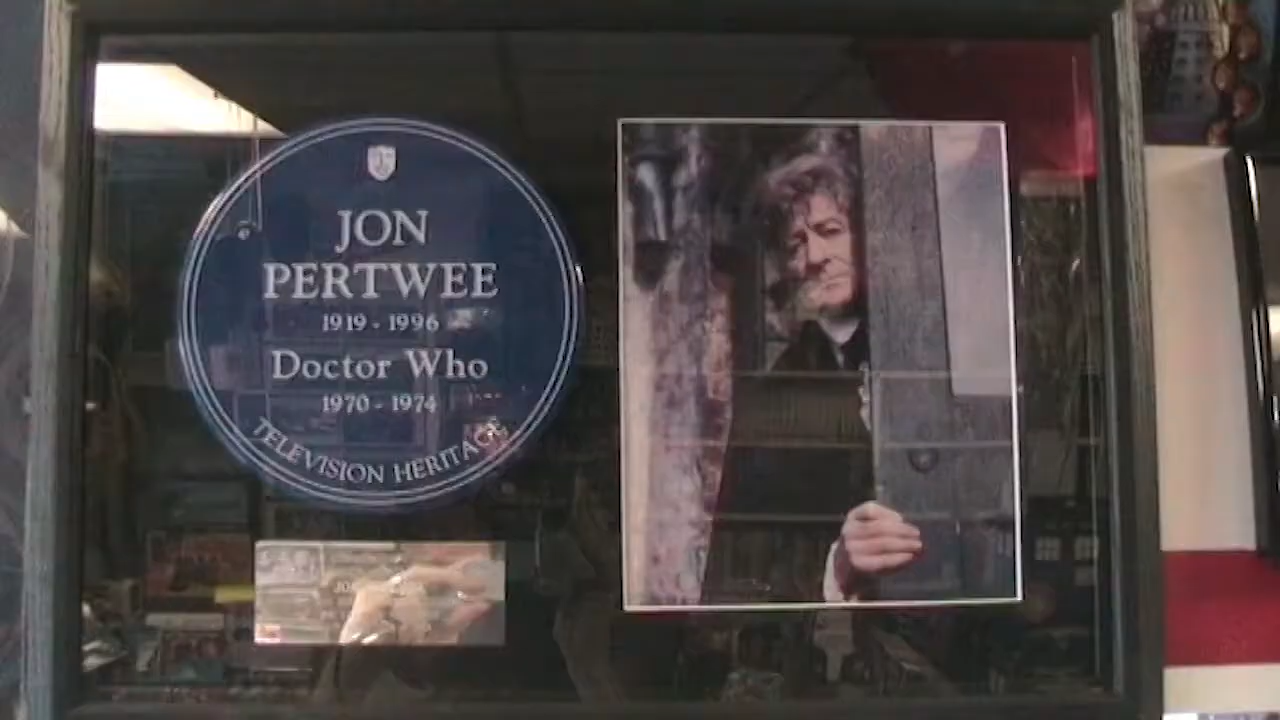 JON
PERTWEE
1919 - 1996
Doctor Who
1970 - 1974
TELEVISION HERITAGE